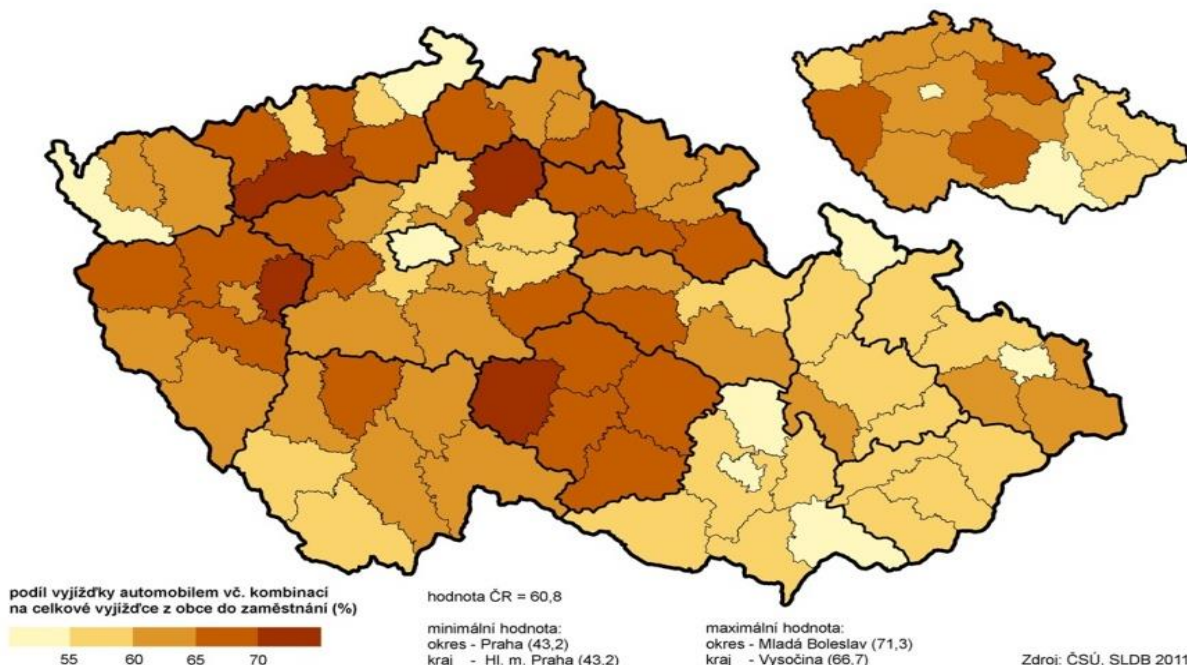 podíl vyjížďky automobilem vč. kombinací
na celkové vyjížďce z obce do zaměstnání (%)
55 60 65 70
hodnota ČR = 60,8
minimální hodnota:
okres - Praha (43,2)
kraj - Hl. m. Praha (43,2)
maximální hodnota:
okres - Mladá Boleslav (71,3)
kraj - Vysočina (66,7)
Zdroj: ČSÚ, SLDB 2011